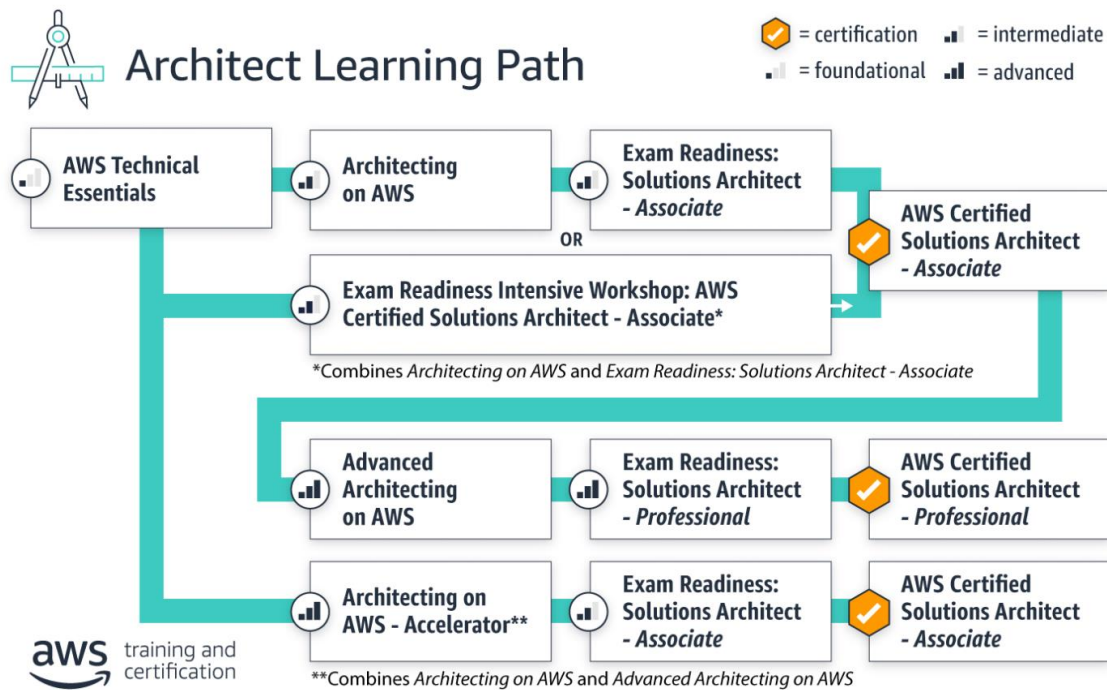 Architect Learning Path
= certification
= intermediate
= foundational
= advanced
AWS Technical
Essentials
Architecting
on AWS
Exam Readiness:
Solutions Architect
- Associate
OR
Exam Readiness Intensive Workshop: AWS
Certified Solutions Architect - Associate*
*Combines Architecting on AWS and Exam Readiness: Solutions Architect - Associate
AWS Certified
Solutions Architect
- Associate
Advanced
Architecting
on AWS
Exam Readiness:
Solutions Architect
- Professional
AWS Certified
Solutions Architect
- Professional
Architecting on
AWS - Accelerator**
Exam Readiness:
Solutions Architect
- Associate
AWS Certified
Solutions Architect
- Associate
**Combines Architecting on AWS and Advanced Architecting on AWS
aws
training and
certification